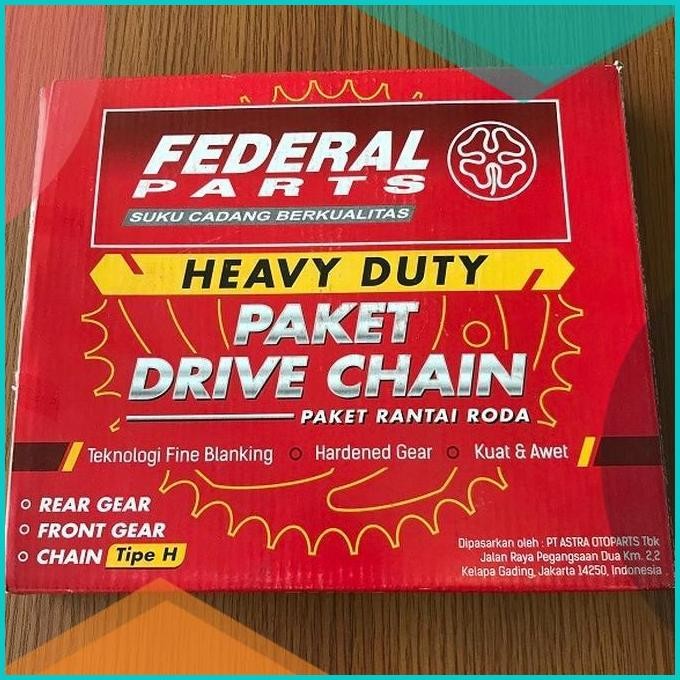 FEDERAL
PARTS
SUKU CADANG BERKUALITAS
HEAVY DUTY
PAKET
DRIVE CHAIN
PAKET RANTAI RODA
Teknologi Fine Blanking o Hardened Gear o Kuat & Awet
o REAR GEAR
o FRONT GEAR
o CHAIN Tipe H
Dipasarkan oleh : PT ASTRA OTOPARTS Tbk
Jalan Raya Pegangsaan Dua Km. 2,2
Kelapa Gading, Jakarta 14250, Indonesia